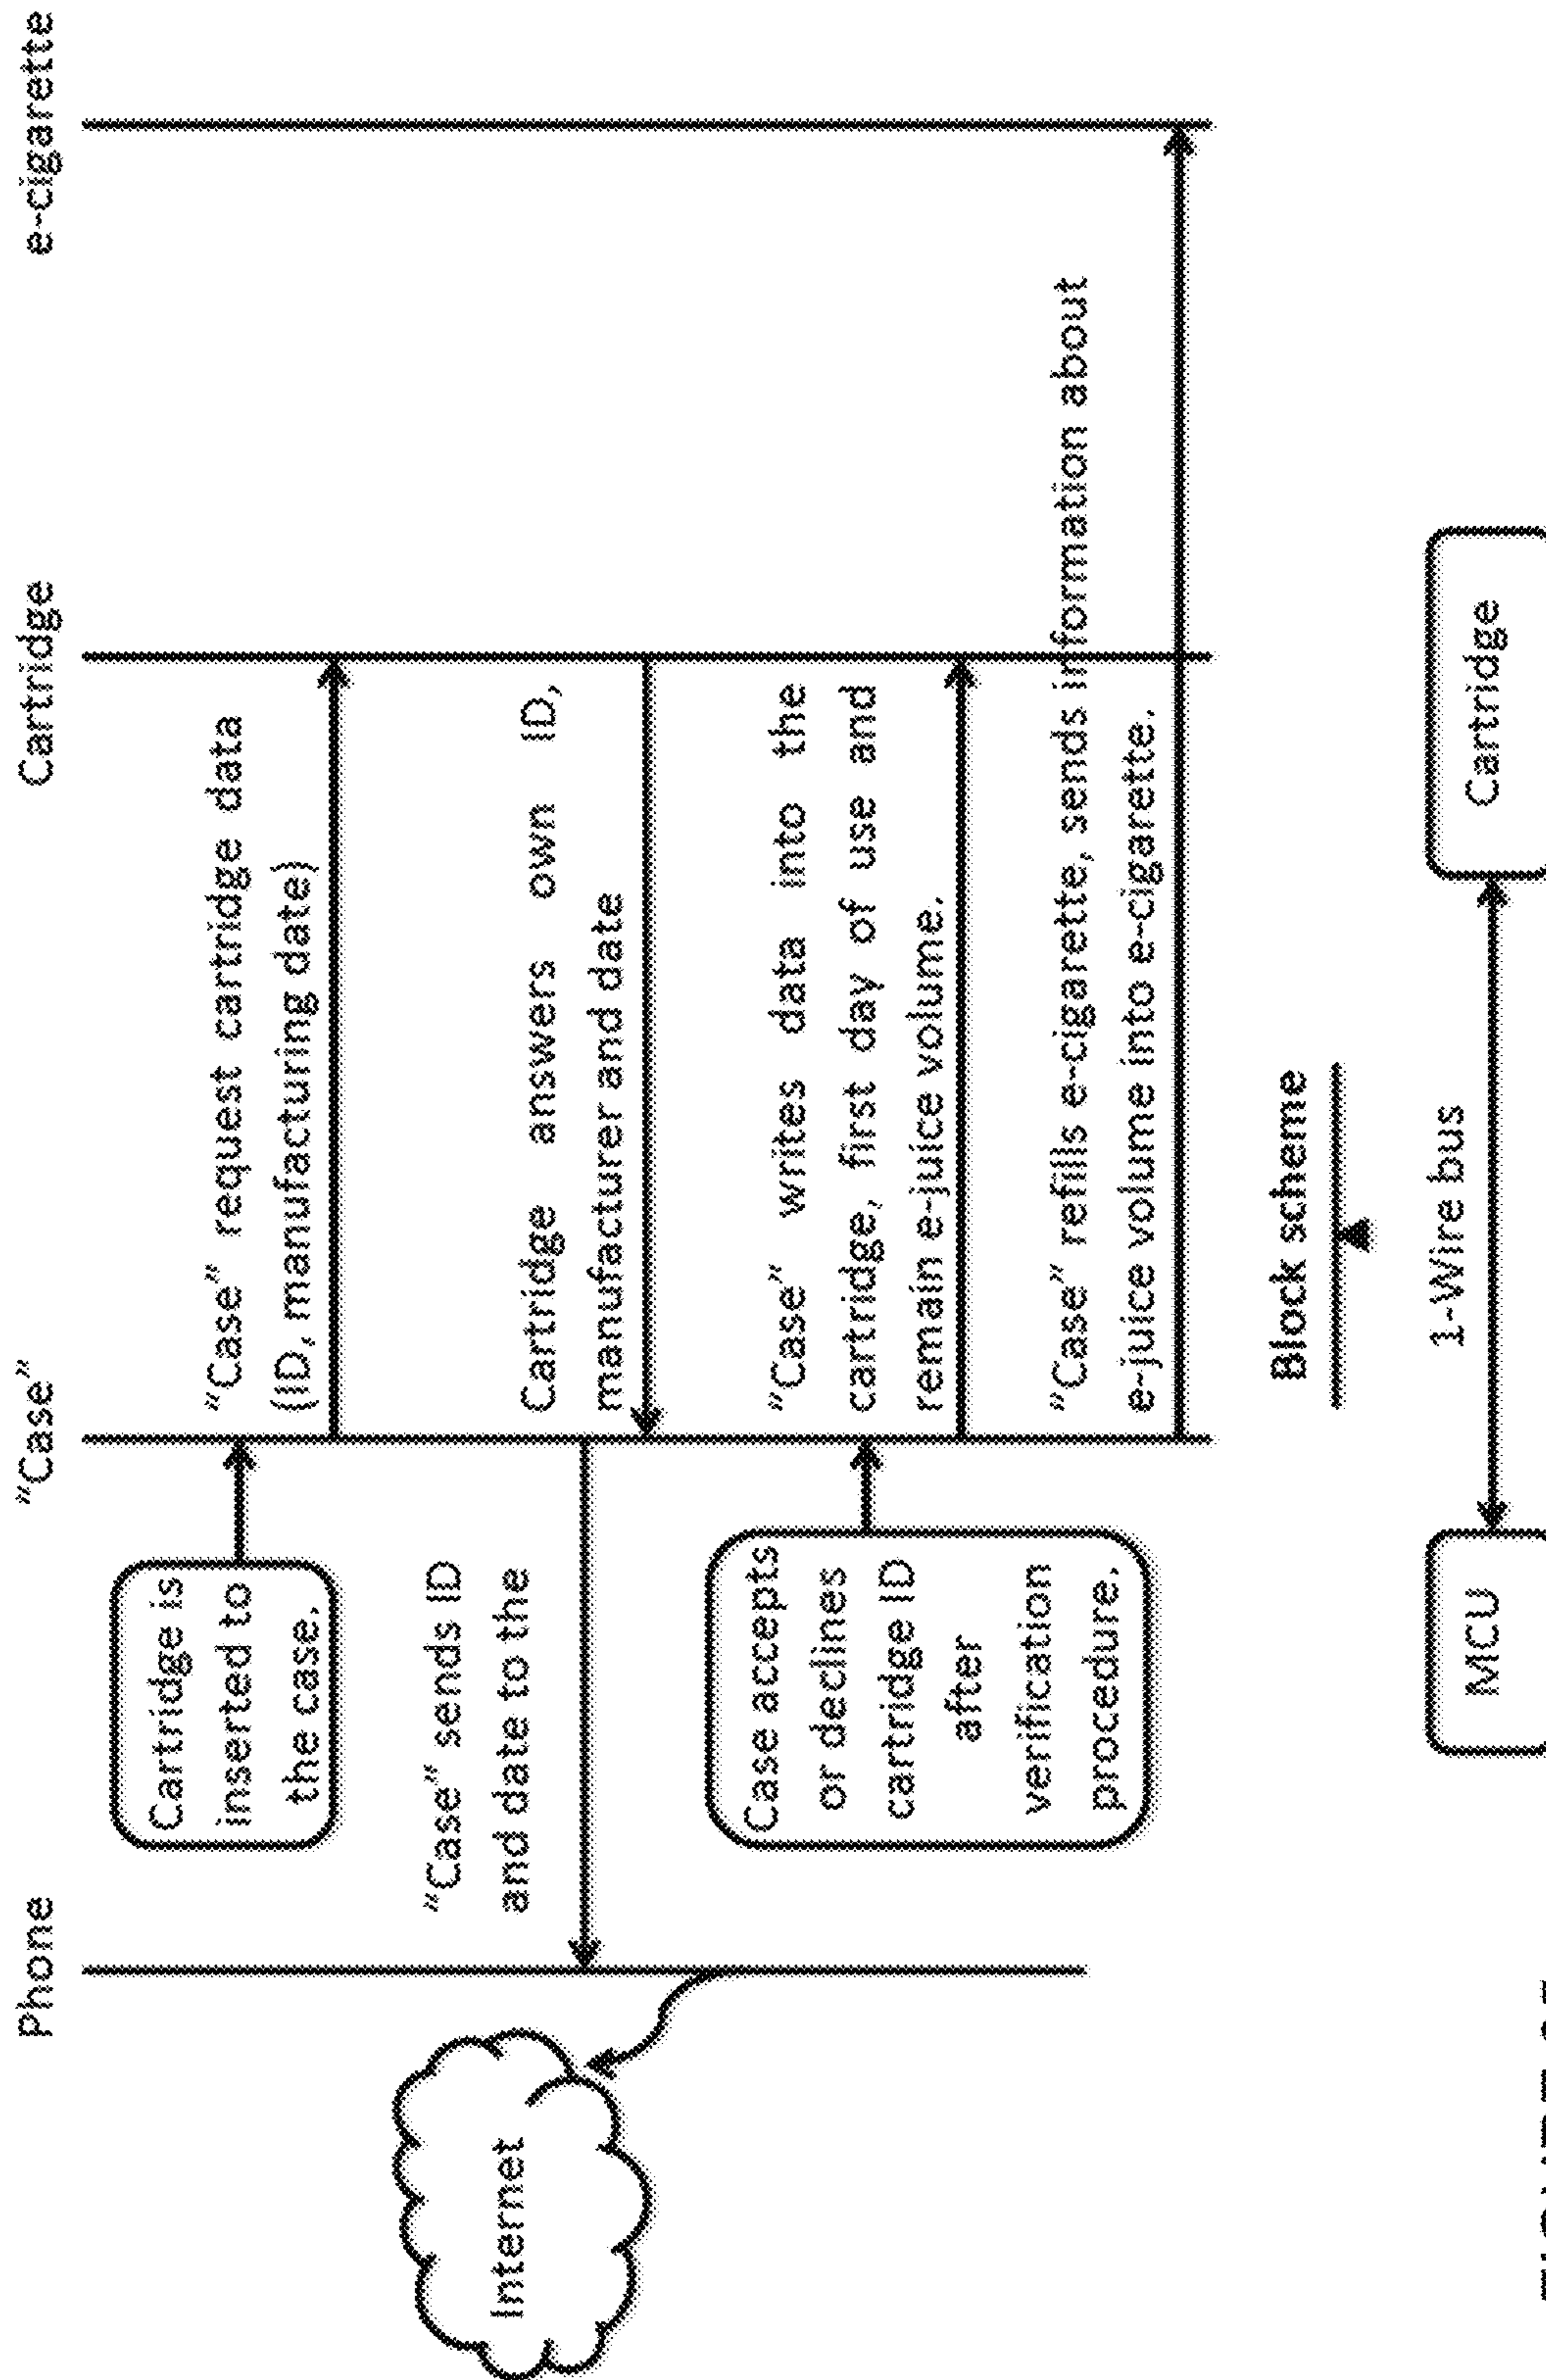 Phone
"Case"
Cartridge
e-cigarette
Cartridge is
inserted to
the case.
"Case" request cartridge data
(ID, manufacturing date)
"Case" sends ID
and date to the
Internet
Cartridge answers own ID,
manufacturer and date
Case accepts
or declines
cartridge ID
after
verification
procedure.
"Case" writes data into the
cartridge, first day of use and
remain e-juice volume.
"Case" refills e-cigarette, sends information about
e-juice volume into e-cigarette.
Block scheme
MCU
1-Wire bus
Cartridge